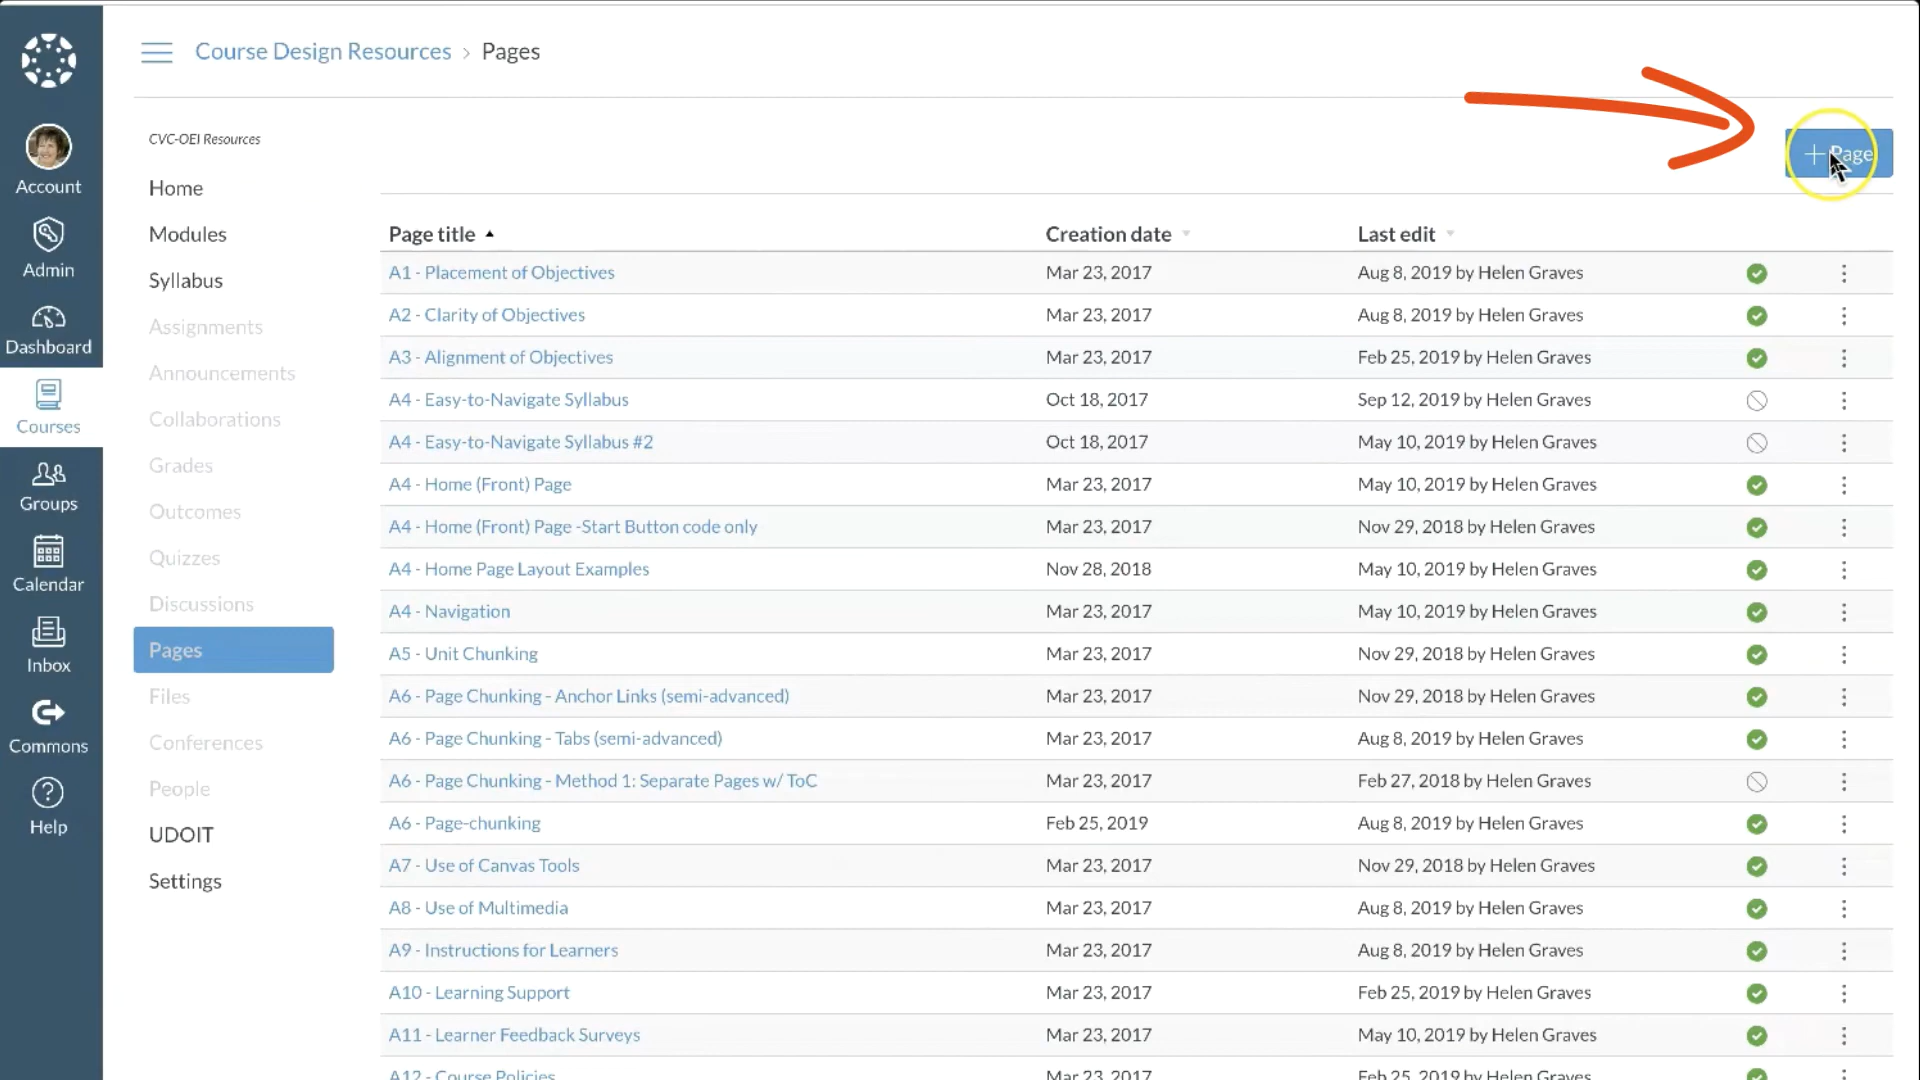 Course Design Resources > Pages
CVC-OEI Resources
+ Page
Account
Admin
Dashboard
Courses
Groups
Calendar
Inbox
Commons
Help
Home
Modules
Syllabus
Assignments
Announcements
Collaborations
Grades
Outcomes
Quizzes
Discussions
Pages
Files
Conferences
People
UDOIT
Settings
Page title Creation date Last edit
A1 - Placement of Objectives Mar 23, 2017 Aug 8, 2019 by Helen Graves
A2 - Clarity of Objectives Mar 23, 2017 Aug 8, 2019 by Helen Graves
A3 - Alignment of Objectives Mar 23, 2017 Feb 25, 2019 by Helen Graves
A4 - Easy-to-Navigate Syllabus Oct 18, 2017 Sep 12, 2019 by Helen Graves
A4 - Easy-to-Navigate Syllabus #2 Oct 18, 2017 May 10, 2019 by Helen Graves
A4 - Home (Front) Page Mar 23, 2017 May 10, 2019 by Helen Graves
A4 - Home (Front) Page -Start Button code only Mar 23, 2017 Nov 29, 2018 by Helen Graves
A4 - Home Page Layout Examples Nov 28, 2018 May 10, 2019 by Helen Graves
A4 - Navigation Mar 23, 2017 May 10, 2019 by Helen Graves
A5 - Unit Chunking Mar 23, 2017 Nov 29, 2018 by Helen Graves
A6 - Page Chunking - Anchor Links (semi-advanced) Mar 23, 2017 Nov 29, 2018 by Helen Graves
A6 - Page Chunking - Tabs (semi-advanced) Mar 23, 2017 Aug 8, 2019 by Helen Graves
A6 - Page Chunking - Method 1: Separate Pages w/ ToC Mar 23, 2017 Feb 27, 2018 by Helen Graves
A6 - Page-chunking Feb 25, 2019 Aug 8, 2019 by Helen Graves
A7 - Use of Canvas Tools Mar 23, 2017 Nov 29, 2018 by Helen Graves
A8 - Use of Multimedia Mar 23, 2017 Aug 8, 2019 by Helen Graves
A9 - Instructions for Learners Mar 23, 2017 Aug 8, 2019 by Helen Graves
A10 - Learning Support Mar 23, 2017 Feb 25, 2019 by Helen Graves
A11 - Learner Feedback Surveys Mar 23, 2017 May 10, 2019 by Helen Graves
A12 - Course Policies Mar 23, 2017 Feb 25, 2019 by Helen Graves